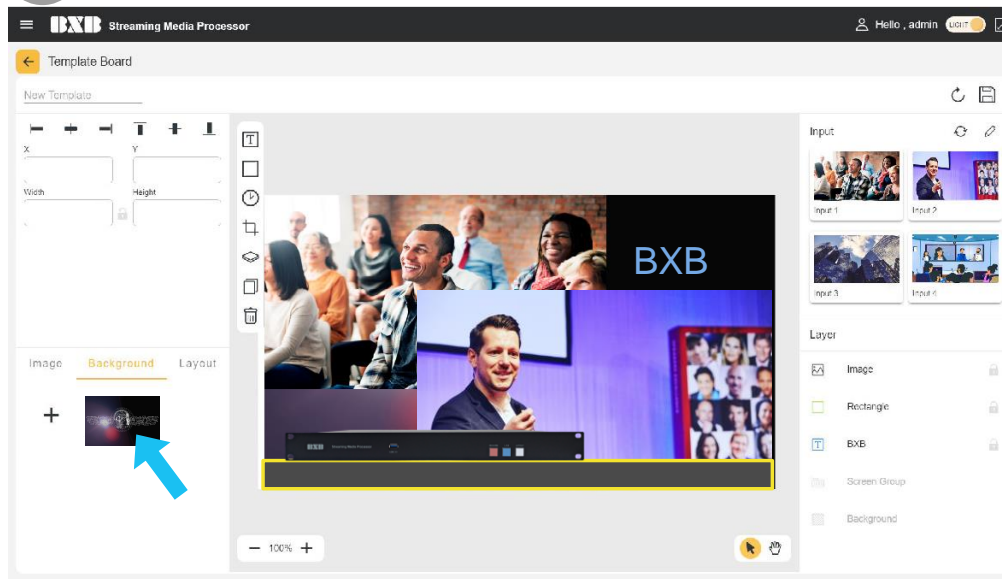 BXB Streaming Media Processor
Hello , admin LIGHT
Template Board
New Template
X Y
Width Height
Image Background Layout
T
BXB
BXB
100%
Input
Input 1 Input 2
Input 3 Input 4
Layer
Image
Rectangle
T BXB
Screen Group
Background